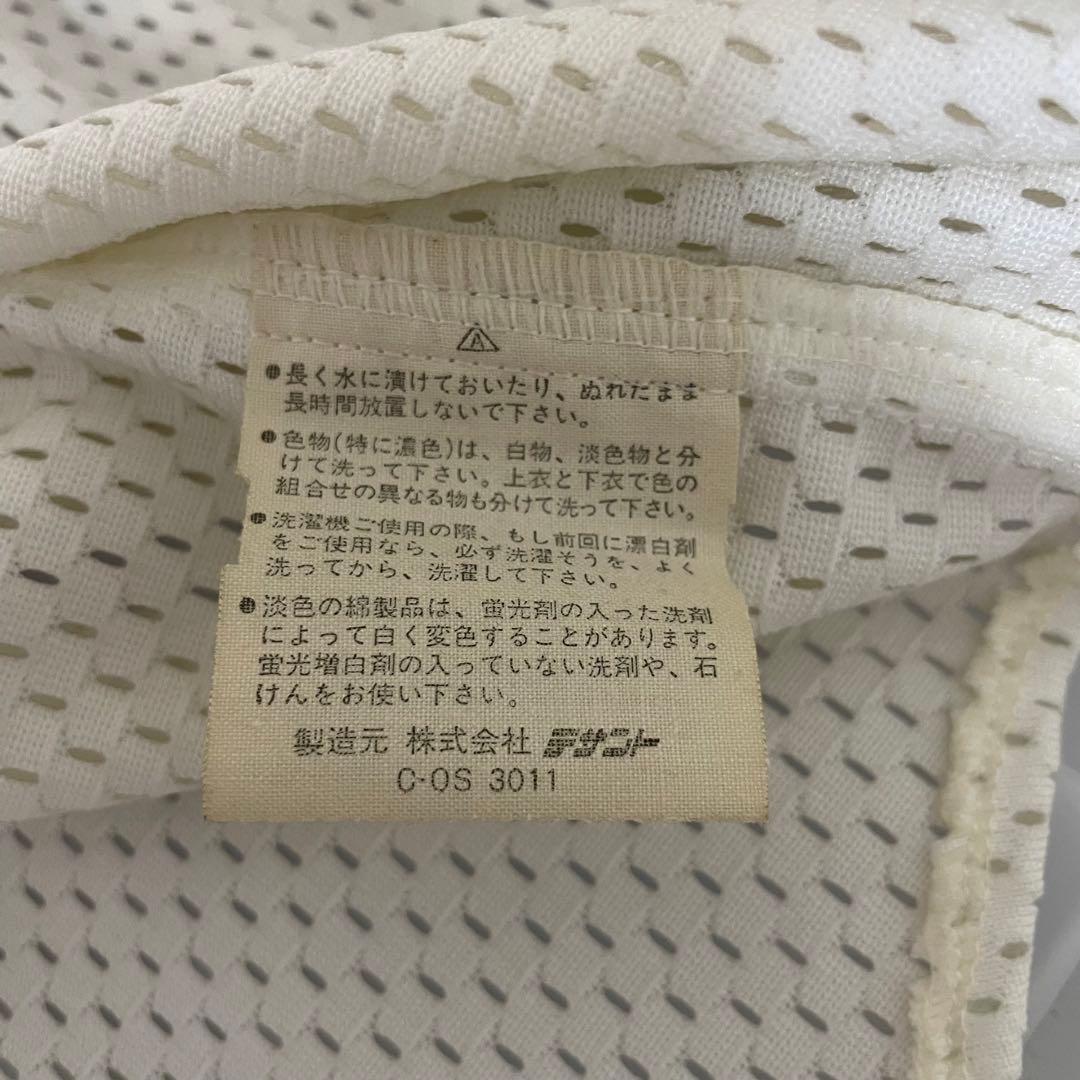 A
●長く水に漬けておいたり、ぬれたまま
長時間放置しないで下さい。
●色物(特に濃色)は、白物、淡色物と分
けて洗って下さい。上衣と下衣で色の
組合せの異なる物も分けて洗って下さい。
●洗濯機ご使用の際、もし前回に漂白剤
をご使用なら、必ず洗濯そうを、よく
洗ってから、洗濯して下さい。
●淡色の綿製品は、蛍光剤の入った洗剤
によって白く変色することがあります。
蛍光増白剤の入っていない洗剤や、石
けんをお使い下さい。
製造元 株式会社 デサント
C-OS 3011